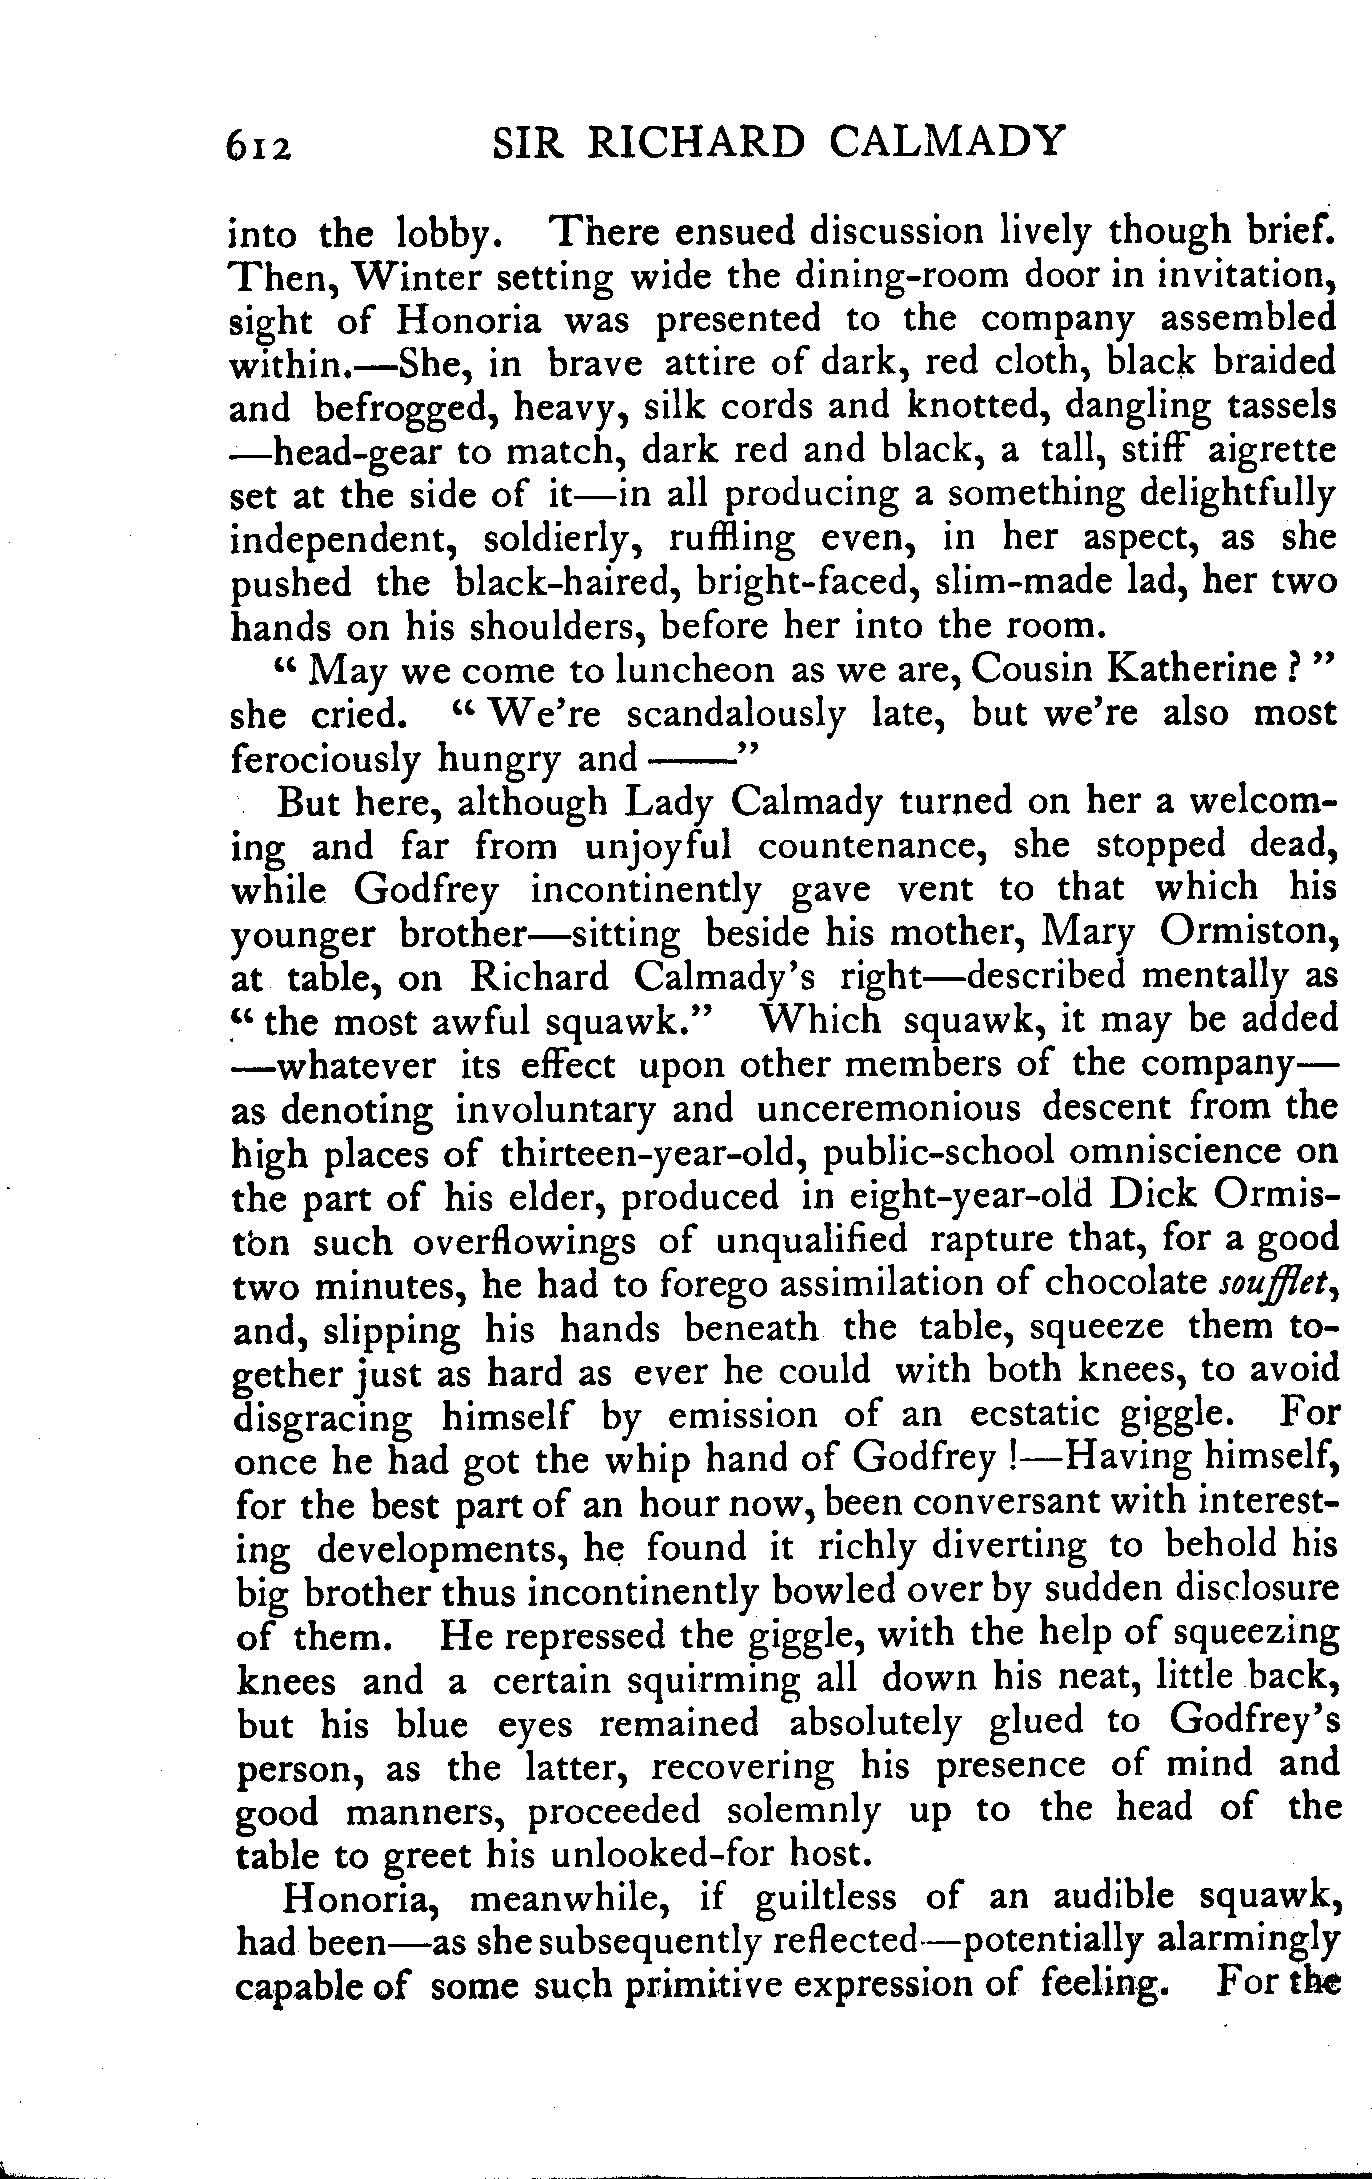 612 SIR RICHARD CALMADY
into the lobby. There ensued discussion lively though brief.
Then, Winter setting wide the dining-room door in invitation,
sight of Honoria was presented to the company assembled
within.—She, in brave attire of dark, red cloth, black braided
and befrogged, heavy, silk cords and knotted, dangling tassels
—head-gear to match, dark red and black, a tall, stiff aigrette
set at the side of it—in all producing a something delightfully
independent, soldierly, ruffling even, in her aspect, as she
pushed the black-haired, bright-faced, slim-made lad, her two
hands on his shoulders, before her into the room.
“ May we come to luncheon as we are, Cousin Katherine ? ”
she cried. “ We’re scandalously late, but we’re also most
ferociously hungry and ——”
But here, although Lady Calmady turned on her a welcom-
ing and far from unjoyful countenance, she stopped dead,
while Godfrey incontinently gave vent to that which his
younger brother—sitting beside his mother, Mary Ormiston,
at table, on Richard Calmady’s right—described mentally as
“ the most awful squawk.” Which squawk, it may be added
—whatever its effect upon other members of the company—
as denoting involuntary and unceremonious descent from the
high places of thirteen-year-old, public-school omniscience on
the part of his elder, produced in eight-year-old Dick Ormis-
ton such overflowings of unqualified rapture that, for a good
two minutes, he had to forego assimilation of chocolate soufflet,
and, slipping his hands beneath the table, squeeze them to-
gether just as hard as ever he could with both knees, to avoid
disgracing himself by emission of an ecstatic giggle. For
once he had got the whip hand of Godfrey !—Having himself,
for the best part of an hour now, been conversant with interest-
ing developments, he found it richly diverting to behold his
big brother thus incontinently bowled over by sudden disclosure
of them. He repressed the giggle, with the help of squeezing
knees and a certain squirming all down his neat, little back,
but his blue eyes remained absolutely glued to Godfrey’s
person, as the latter, recovering his presence of mind and
good manners, proceeded solemnly up to the head of the
table to greet his unlooked-for host.
Honoria, meanwhile, if guiltless of an audible squawk,
had been—as she subsequently reflected—potentially alarmingly
capable of some such primitive expression of feeling. For the